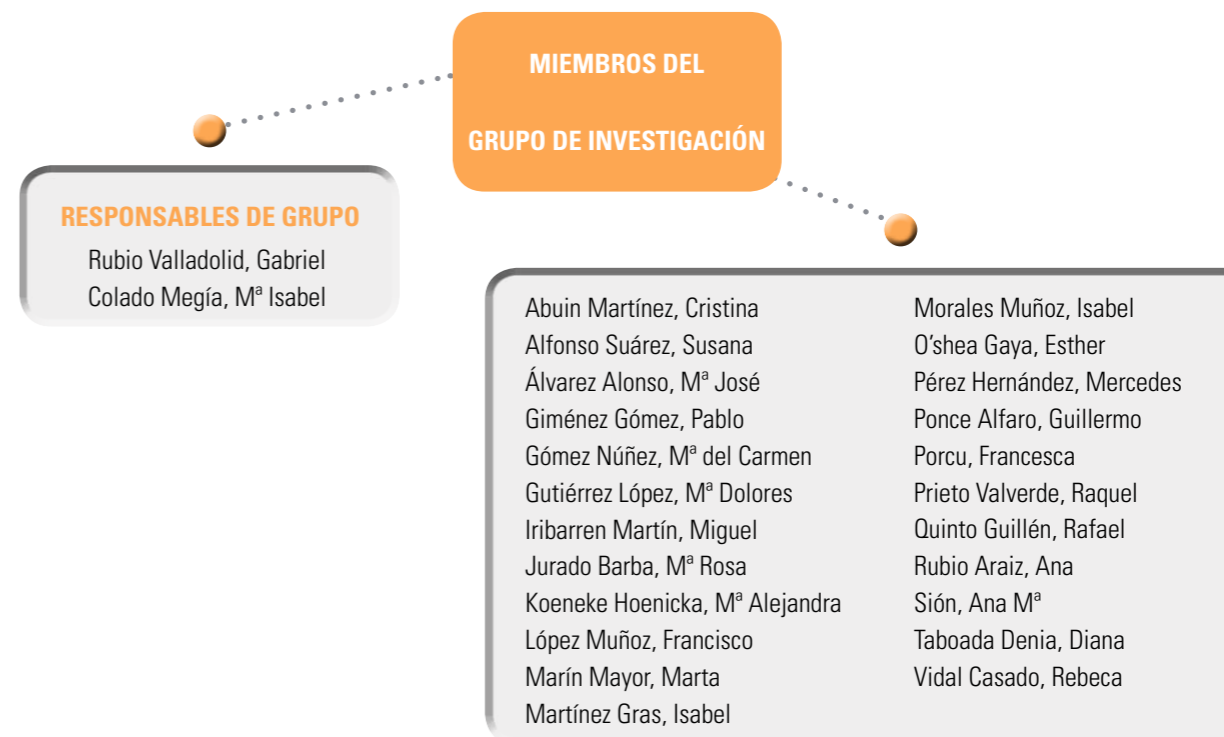 MIEMBROS DEL
GRUPO DE INVESTIGACIÓN
RESPONSABLES DE GRUPO
Rubio Valladolid, Gabriel
Colado Megía, Mª Isabel
Abuin Martínez, Cristina
Alfonso Suárez, Susana
Álvarez Alonso, Mª José
Giménez Gómez, Pablo
Gómez Núñez, Mª del Carmen
Gutiérrez López, Mª Dolores
Iribarren Martín, Miguel
Jurado Barba, Mª Rosa
Koeneke Hoenicka, Mª Alejandra
López Muñoz, Francisco
Marín Mayor, Marta
Martínez Gras, Isabel
Morales Muñoz, Isabel
O'shea Gaya, Esther
Pérez Hernández, Mercedes
Ponce Alfaro, Guillermo
Porcu, Francesca
Prieto Valverde, Raquel
Quinto Guillén, Rafael
Rubio Araiz, Ana
Sión, Ana Mª
Taboada Denia, Diana
Vidal Casado, Rebeca